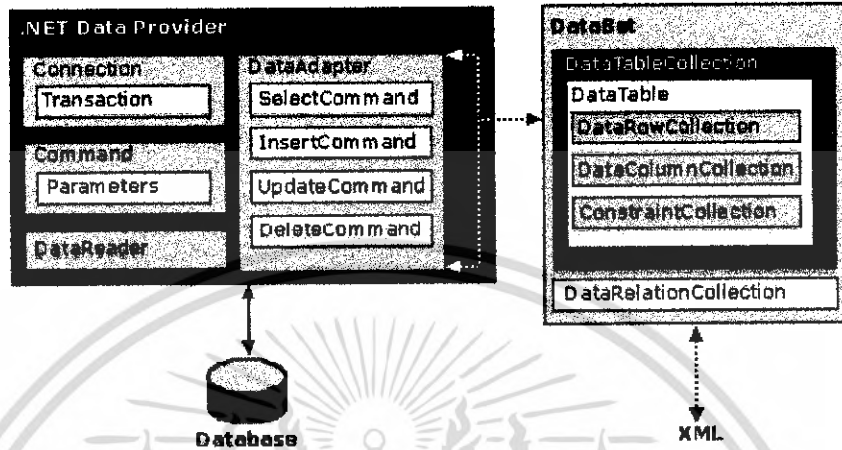 .NET Data Provider
Connection
Transaction
Command
Parameters
DataReader
DataAdapter
SelectCommand
InsertCommand
UpdateCommand
DeleteCommand
Database
DataSet
DataTableCollection
DataTable
DataRowCollection
DataColumnCollection
ConstraintCollection
DataRelationCollection
XML